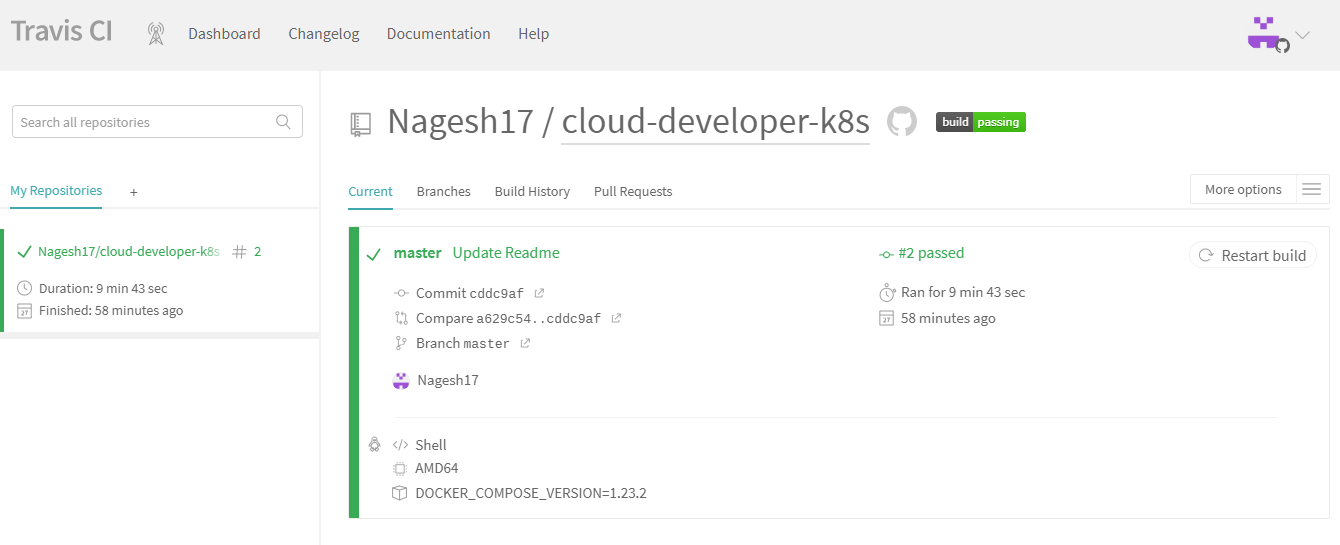 Travis CI Dashboard Changelog Documentation Help
Search all repositories
Nagesh17 / cloud-developer-k8s build passing
My Repositories +
Current Branches Build History Pull Requests More options
Nagesh17/cloud-developer-k8s # 2
Duration: 9 min 43 sec
Finished: 58 minutes ago
master Update Readme #2 passed Restart build
Commit cddc9af Ran for 9 min 43 sec
Compare a629c54..cddc9af 58 minutes ago
Branch master
Nagesh17
Shell
AMD64
DOCKER_COMPOSE_VERSION=1.23.2